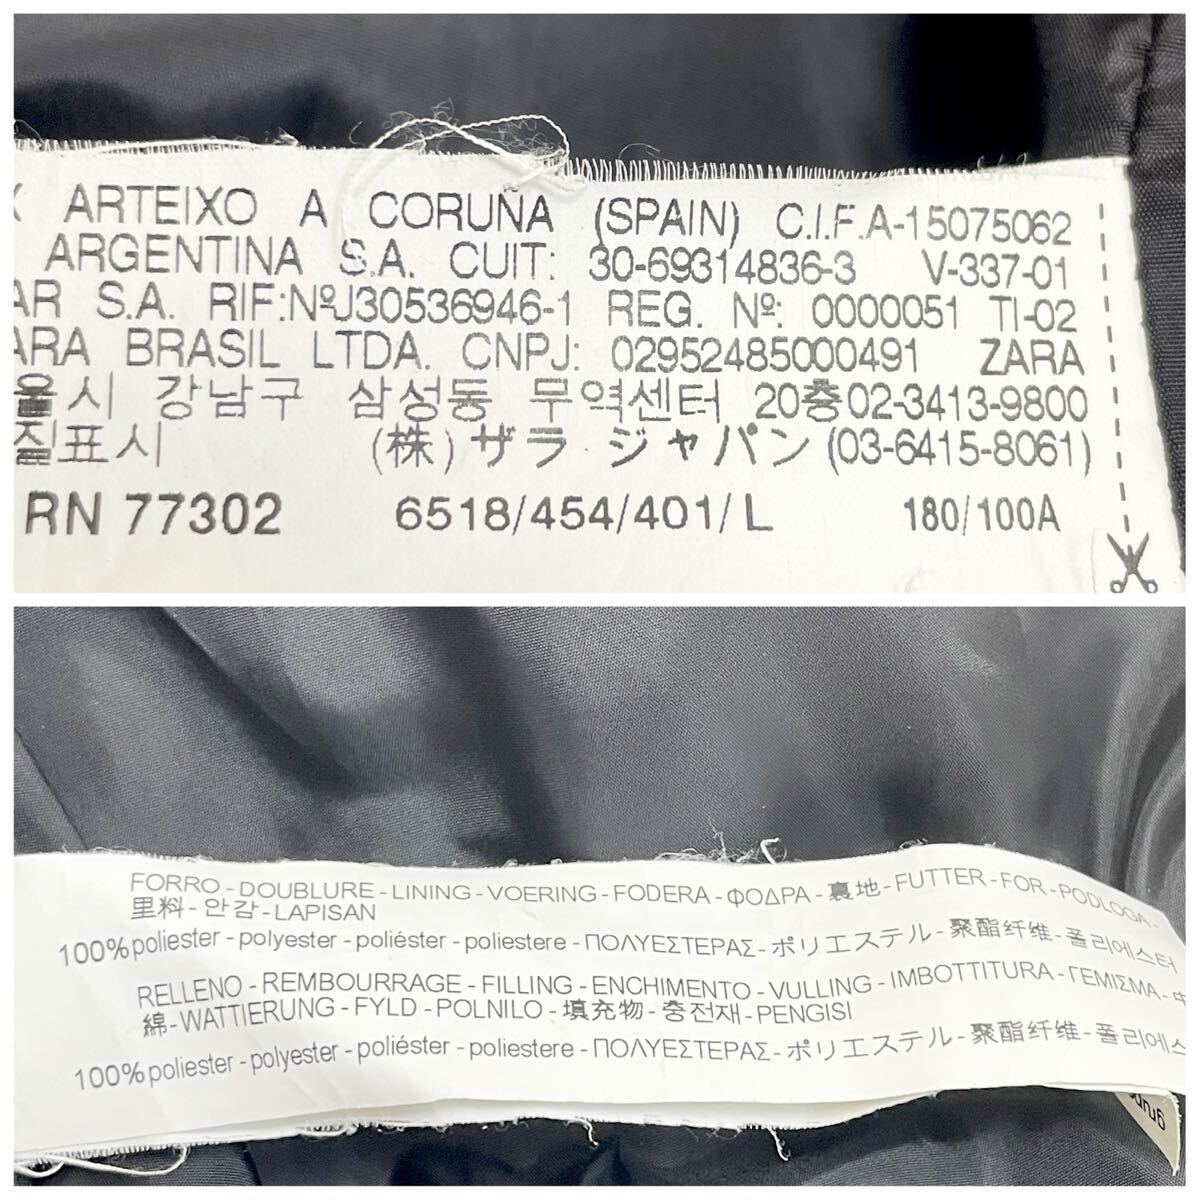 ARTEIXO A CORUÑA (SPAIN) C.I.F.A-15075062
ARGENTINA S.A. CUIT: 30-69314836-3 V-337-01
S.A. RIF:NºJ30536946-1 REG. Nº: 0000051 TI-02
BRASIL LTDA. CNPJ: 02952485000491 ZARA
울시 강남구 삼성동 무역센터 20층02-3413-9800
질표시 (株)ザラ ジャパン(03-6415-8061)
RN 77302 6518/454/401/L 180/100A
FORRO-DOUBLURE-LINING-VOERING-FODERA-ΦΟΔΡΑ-裏地-FUTTER-FOR-PODLOGA-
里料-안감-LAPISAN
100%poliester-polyester-poliéster-poliestere-ΠΟΛΥΕΣΤΕΡΑΣ-ポリエステル-聚酯纤维-폴리에스터
RELLENO-REMBOURRAGE-FILLING-ENCHIMENTO-VULLING-IMBOTTITURA-ΓΕΜΙΣΜΑ-中
綿-WATTIERUNG-FYLD-POLNILO-填充物-충전재-PENGISI
100%poliester-polyester-poliéster-poliestere-ΠΟΛΥΕΣΤΕΡΑΣ-ポリエステル-聚酯纤维-폴리에스